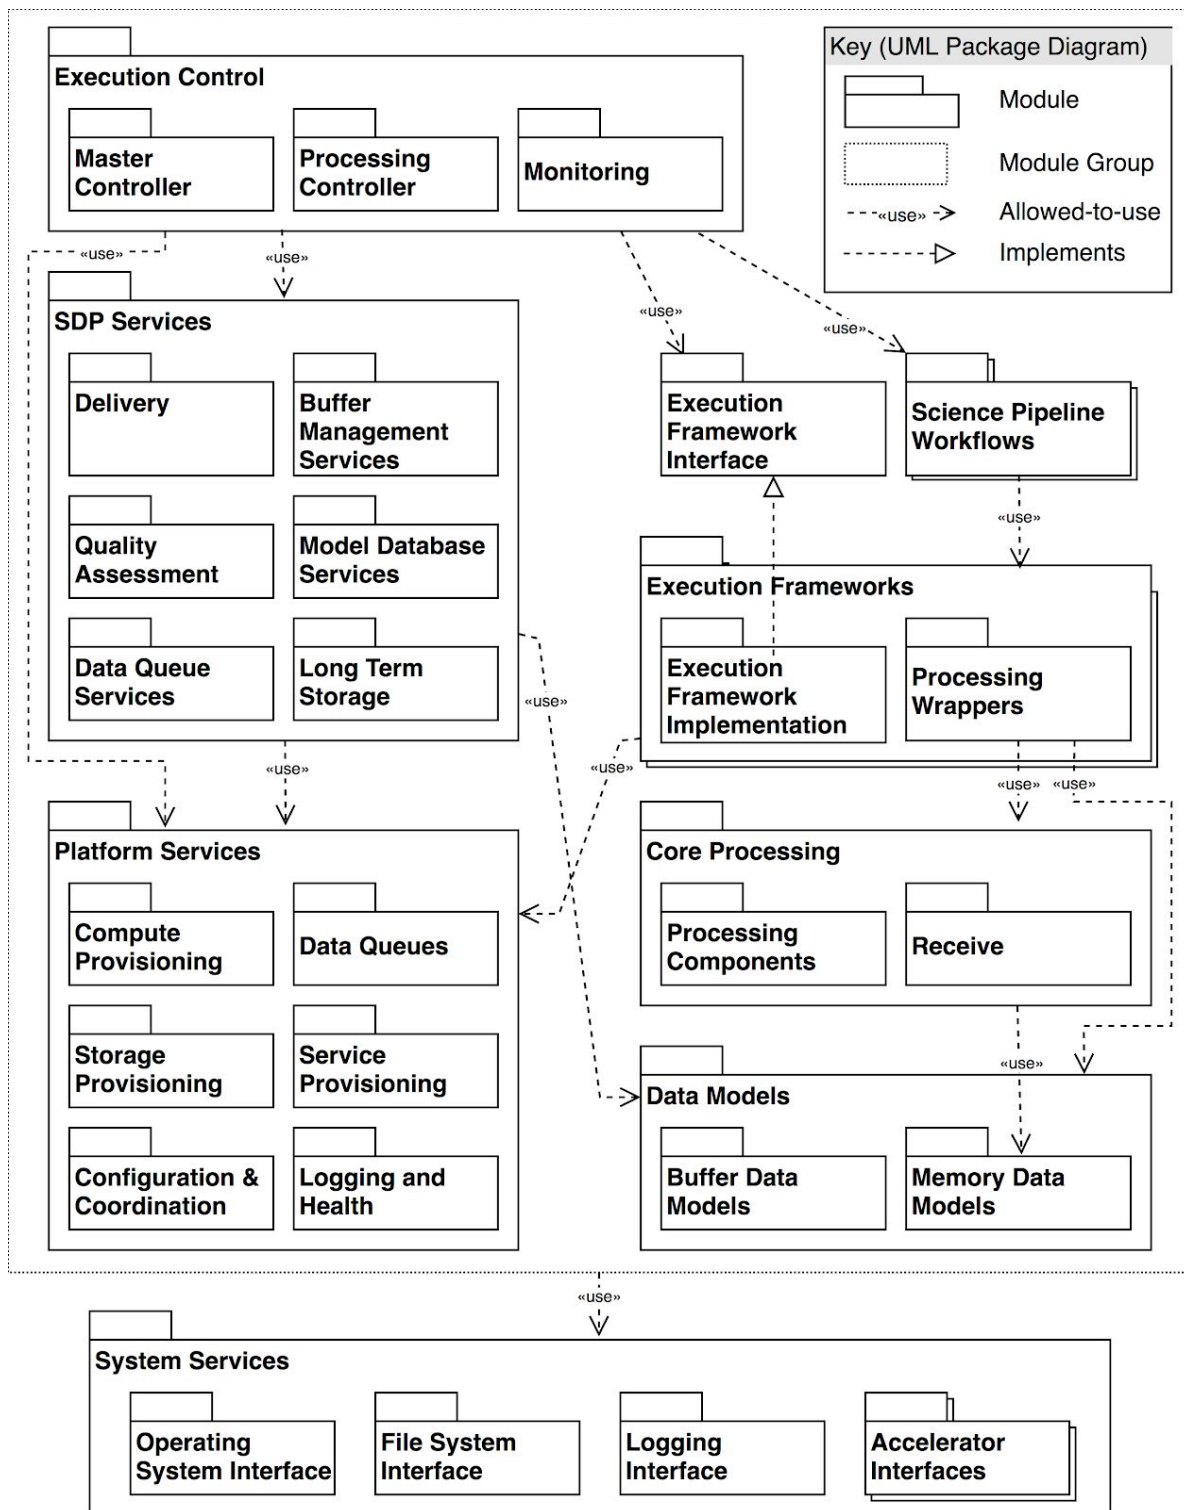 Key (UML Package Diagram)
Module
Module Group
«use»
Allowed-to-use
Implements
Execution Control
Master
Controller
Processing
Controller
Monitoring
«use»
«use»
«use»
«use»
SDP Services
Delivery
Buffer
Management
Services
Quality
Assessment
Model Database
Services
Data Queue
Services
Long Term
Storage
Execution
Framework
Interface
Science Pipeline
Workflows
«use»
Execution Frameworks
Execution
Framework
Implementation
Processing
Wrappers
«use»
«use»
«use»
«use»
«use»
Platform Services
Compute
Provisioning
Data Queues
Storage
Provisioning
Service
Provisioning
Configuration &
Coordination
Logging and
Health
Core Processing
Processing
Components
Receive
«use»
Data Models
Buffer Data
Models
Memory Data
Models
«use»
System Services
Operating
System Interface
File System
Interface
Logging
Interface
Accelerator
Interfaces